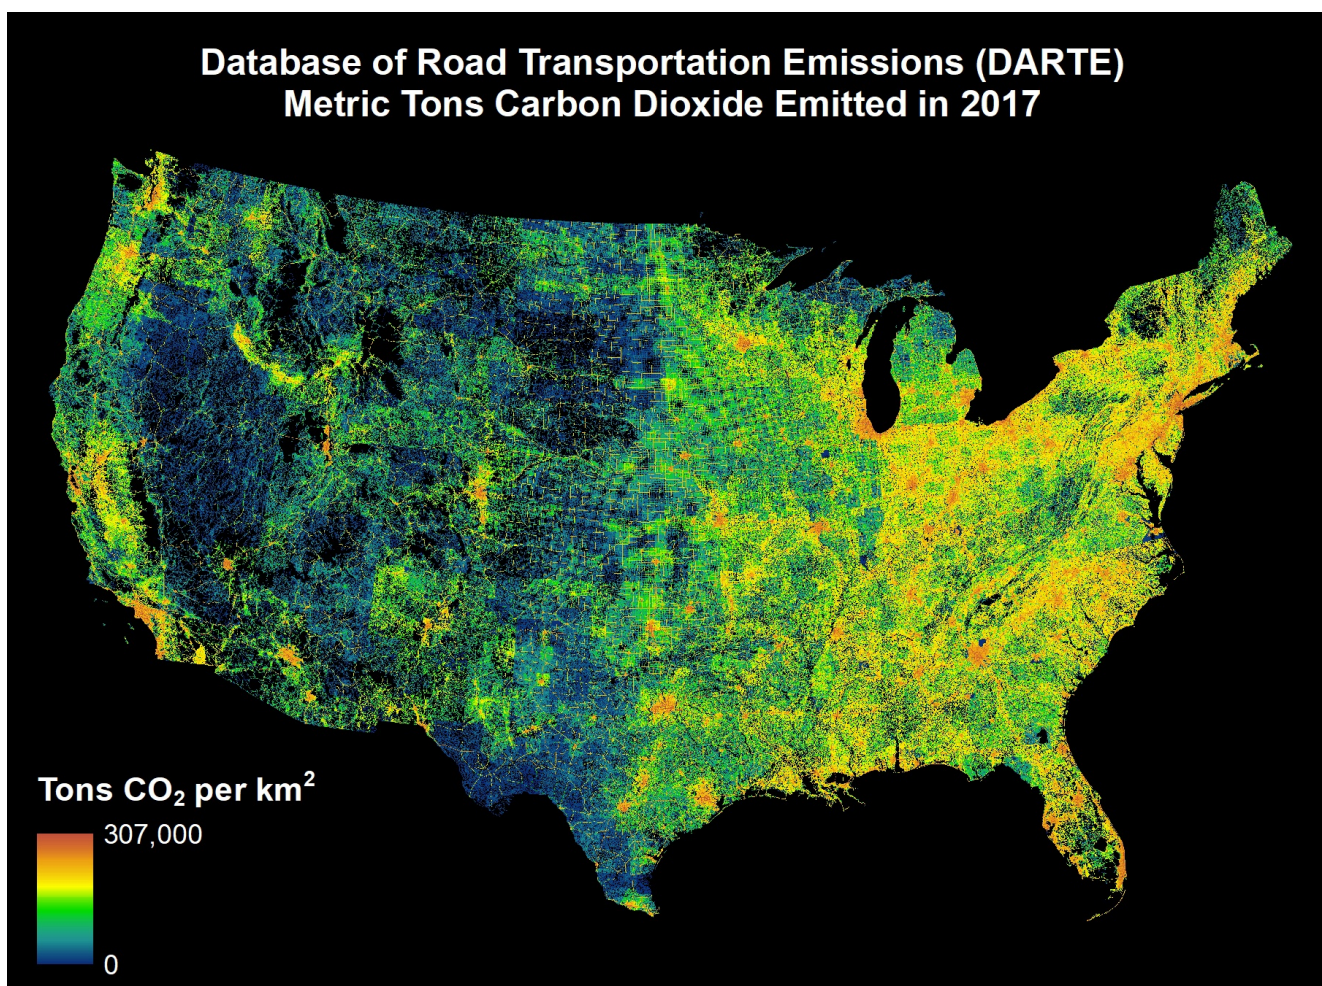 Database of Road Transportation Emissions (DARTE)
Metric Tons Carbon Dioxide Emitted in 2017
Tons CO₂ per km²
307,000
0